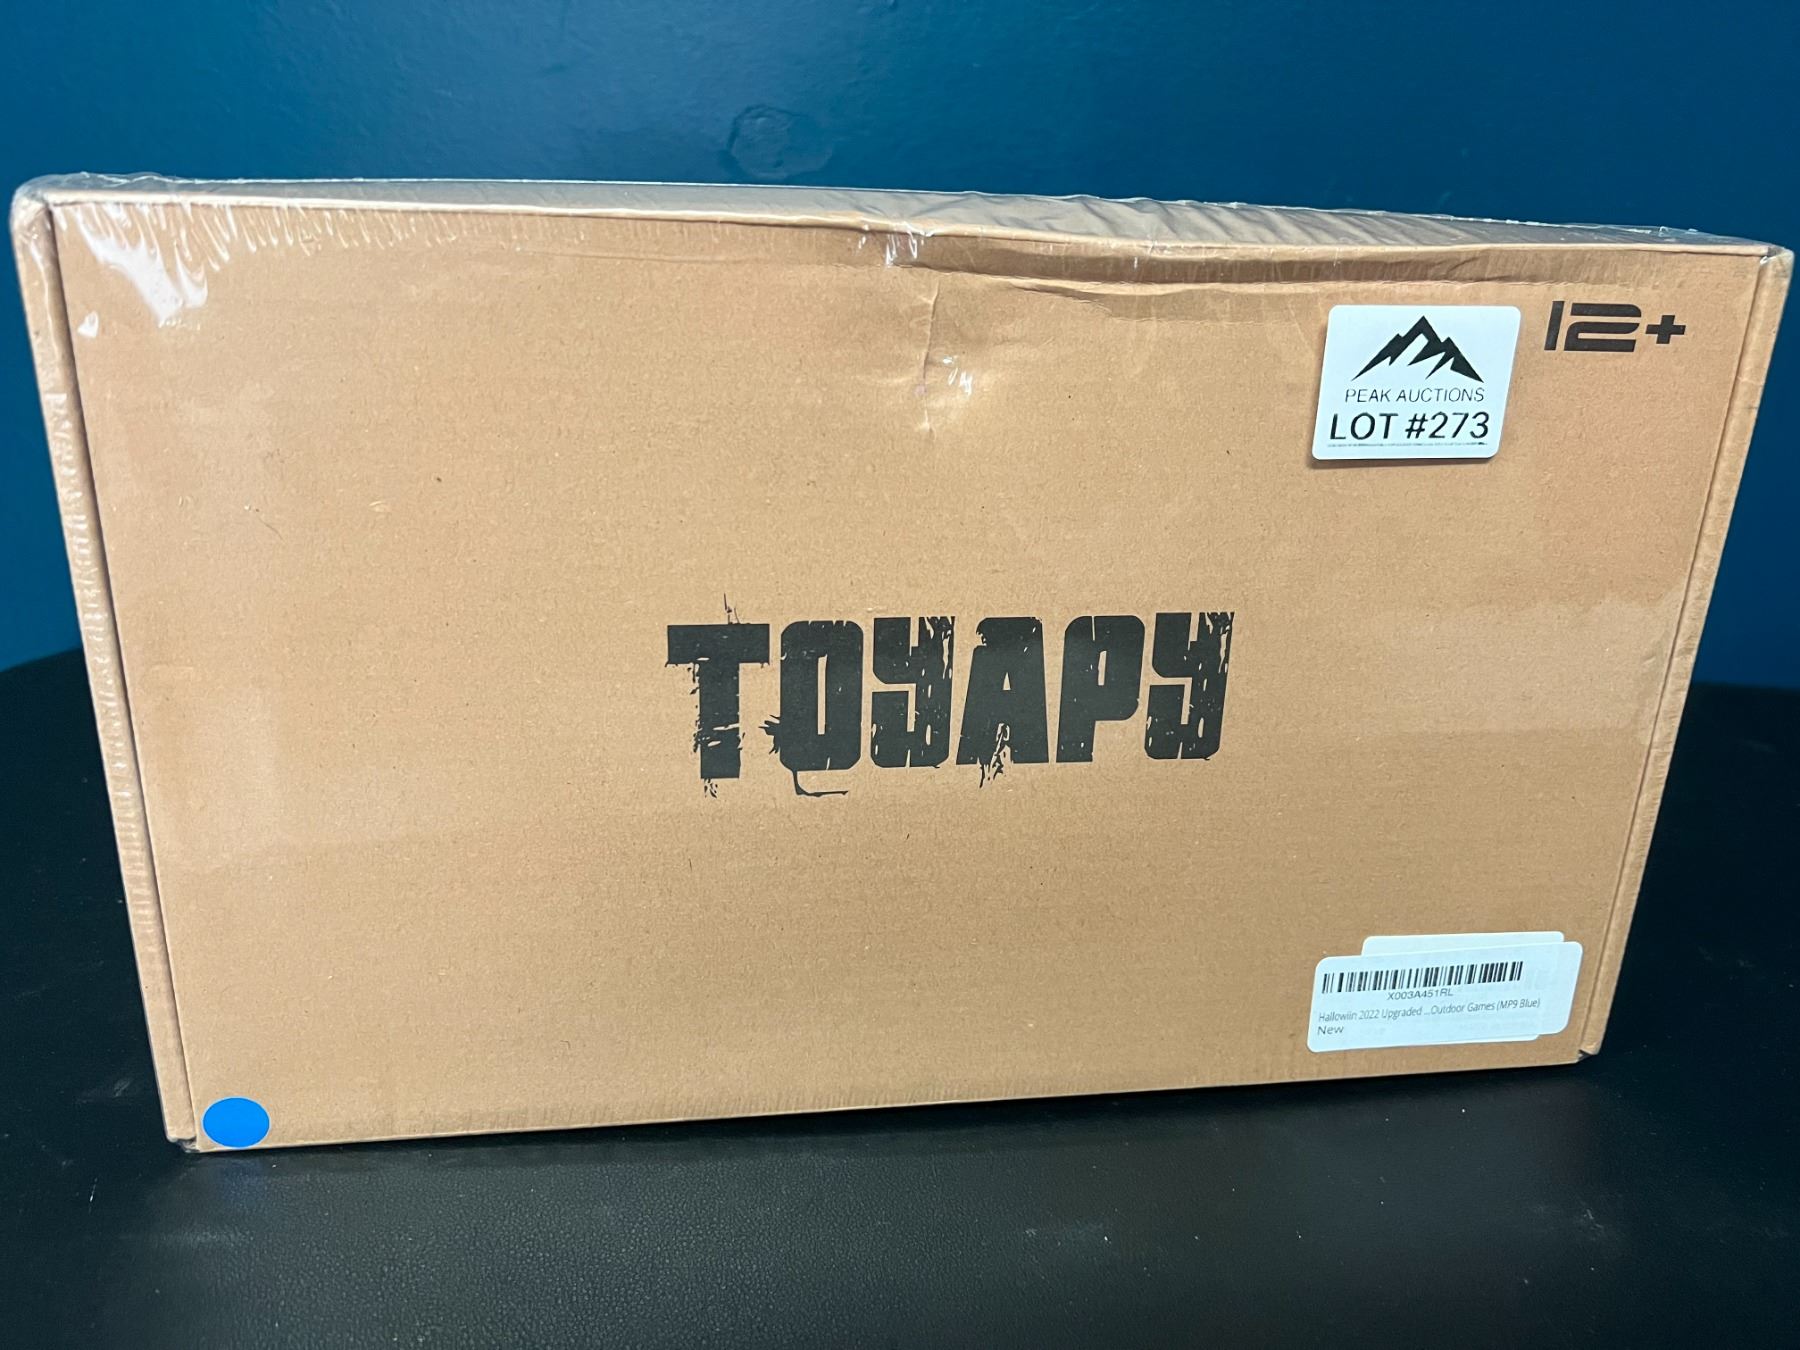 12+
PEAK AUCTIONS
LOT #273
TOYAPY
X003A451RL
Hallowiin 2022 Upgraded ...Outdoor Games (MP9 Blue)
New